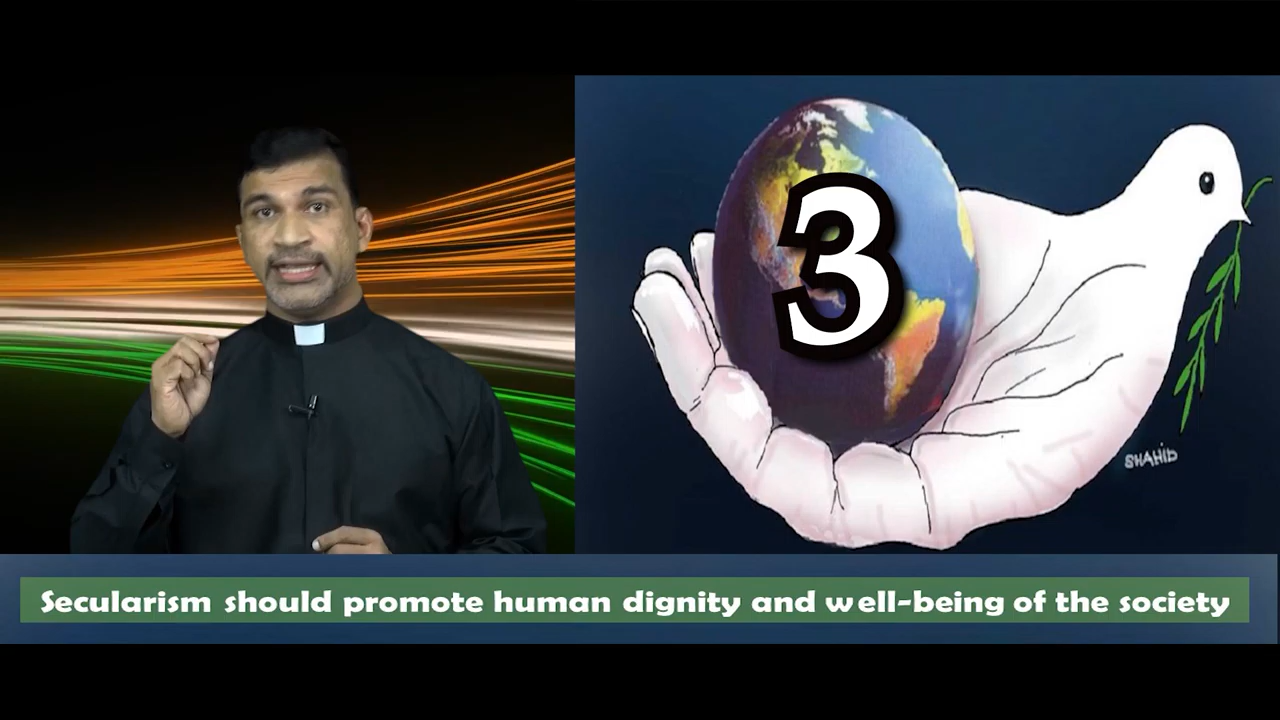 3
SHAHID
Secularism should promote human dignity and well-being of the society